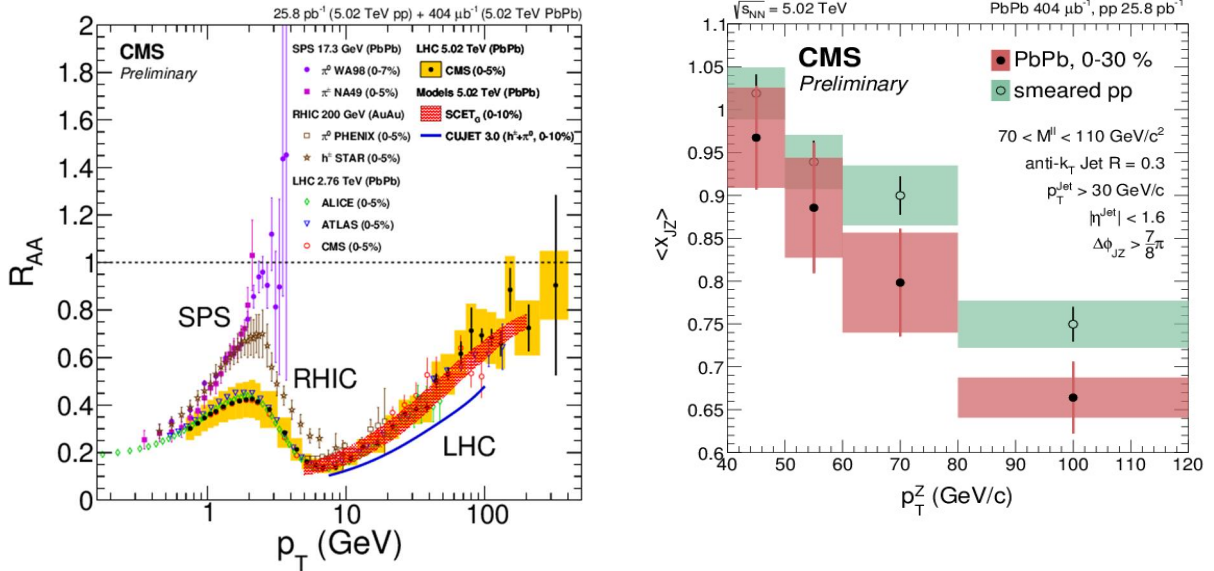 25.8 pb⁻¹ (5.02 TeV pp) + 404 μb⁻¹ (5.02 TeV PbPb)
CMS
Preliminary
SPS 17.3 GeV (PbPb)
π⁰ WA98 (0-7%)
π± NA49 (0-5%)
RHIC 200 GeV (AuAu)
π⁰ PHENIX (0-5%)
h± STAR (0-5%)
LHC 2.76 TeV (PbPb)
ALICE (0-5%)
ATLAS (0-5%)
CMS (0-5%)
LHC 5.02 TeV (PbPb)
CMS (0-5%)
Models 5.02 TeV (PbPb)
SCET_G (0-10%)
CUJET 3.0 (h±+π⁰, 0-10%)
SPS
RHIC
LHC
R_AA
2
1.8
1.6
1.4
1.2
1
0.8
0.6
0.4
0.2
0
1
10
100
p_T (GeV)
√s_NN = 5.02 TeV
PbPb 404 μb⁻¹, pp 25.8 pb⁻¹
CMS
Preliminary
PbPb, 0-30 %
smeared pp
70 < M^ll < 110 GeV/c²
anti-k_T Jet R = 0.3
p_T^Jet > 30 GeV/c
|η^Jet| < 1.6
Δϕ_JZ > 7/8 π
<x_JZ>
1.1
1.05
1
0.95
0.9
0.85
0.8
0.75
0.7
0.65
0.6
40
50
60
70
80
90
100
110
120
p_T^Z (GeV/c)